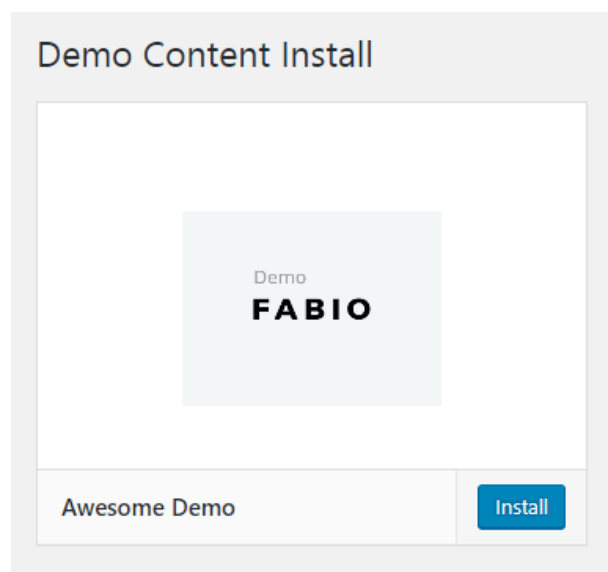 Demo Content Install
Demo
FABIO
Awesome Demo
Install